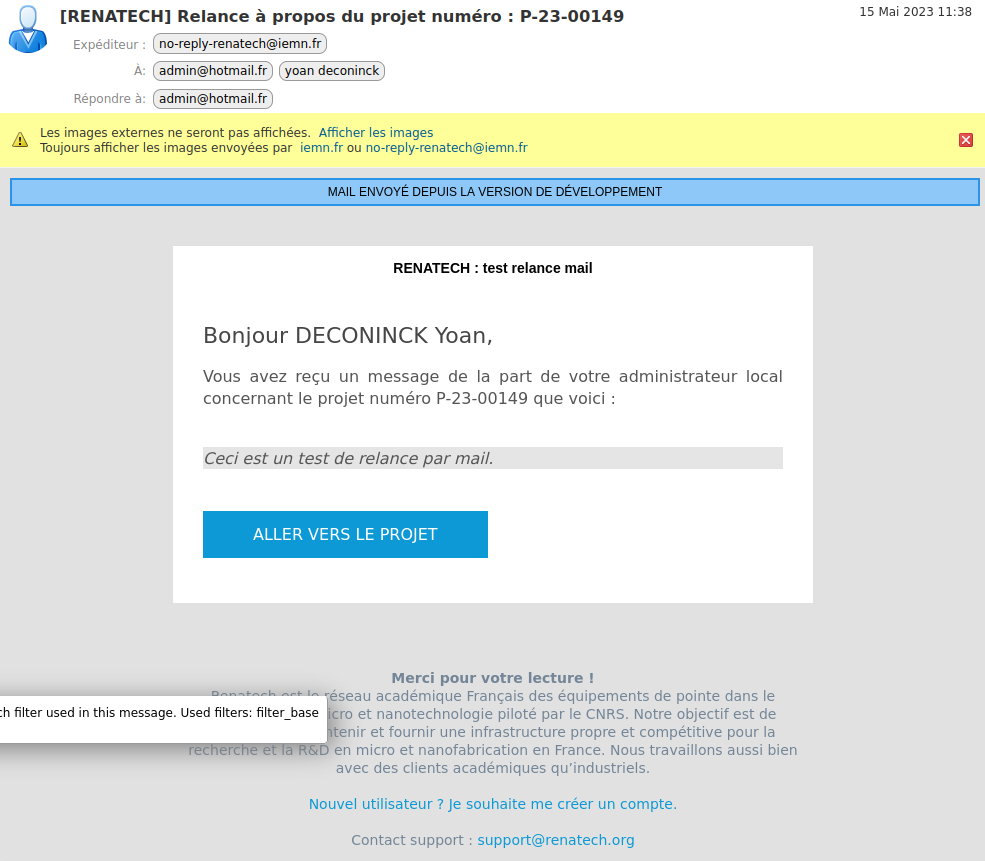 [RENATECH] Relance à propos du projet numéro : P-23-00149
15 Mai 2023 11:38
Expéditeur : no-reply-renatech@iemn.fr
À: admin@hotmail.fr yoan deconinck
Répondre à: admin@hotmail.fr
Les images externes ne seront pas affichées. Afficher les images
Toujours afficher les images envoyées par iemn.fr ou no-reply-renatech@iemn.fr
MAIL ENVOYÉ DEPUIS LA VERSION DE DÉVELOPPEMENT
RENATECH : test relance mail
Bonjour DECONINCK Yoan,
Vous avez reçu un message de la part de votre administrateur local
concernant le projet numéro P-23-00149 que voici :
Ceci est un test de relance par mail.
ALLER VERS LE PROJET
Merci pour votre lecture !
Renatech est le réseau académique Français des équipements de pointe dans le
filter used in this message. Used filters: filter_base
et nanotechnologie piloté par le CNRS. Notre objectif est de
et fournir une infrastructure propre et compétitive pour la
recherche et la R&D en micro et nanofabrication en France. Nous travaillons aussi bien
avec des clients académiques qu’industriels.
Nouvel utilisateur ? Je souhaite me créer un compte.
Contact support : support@renatech.org